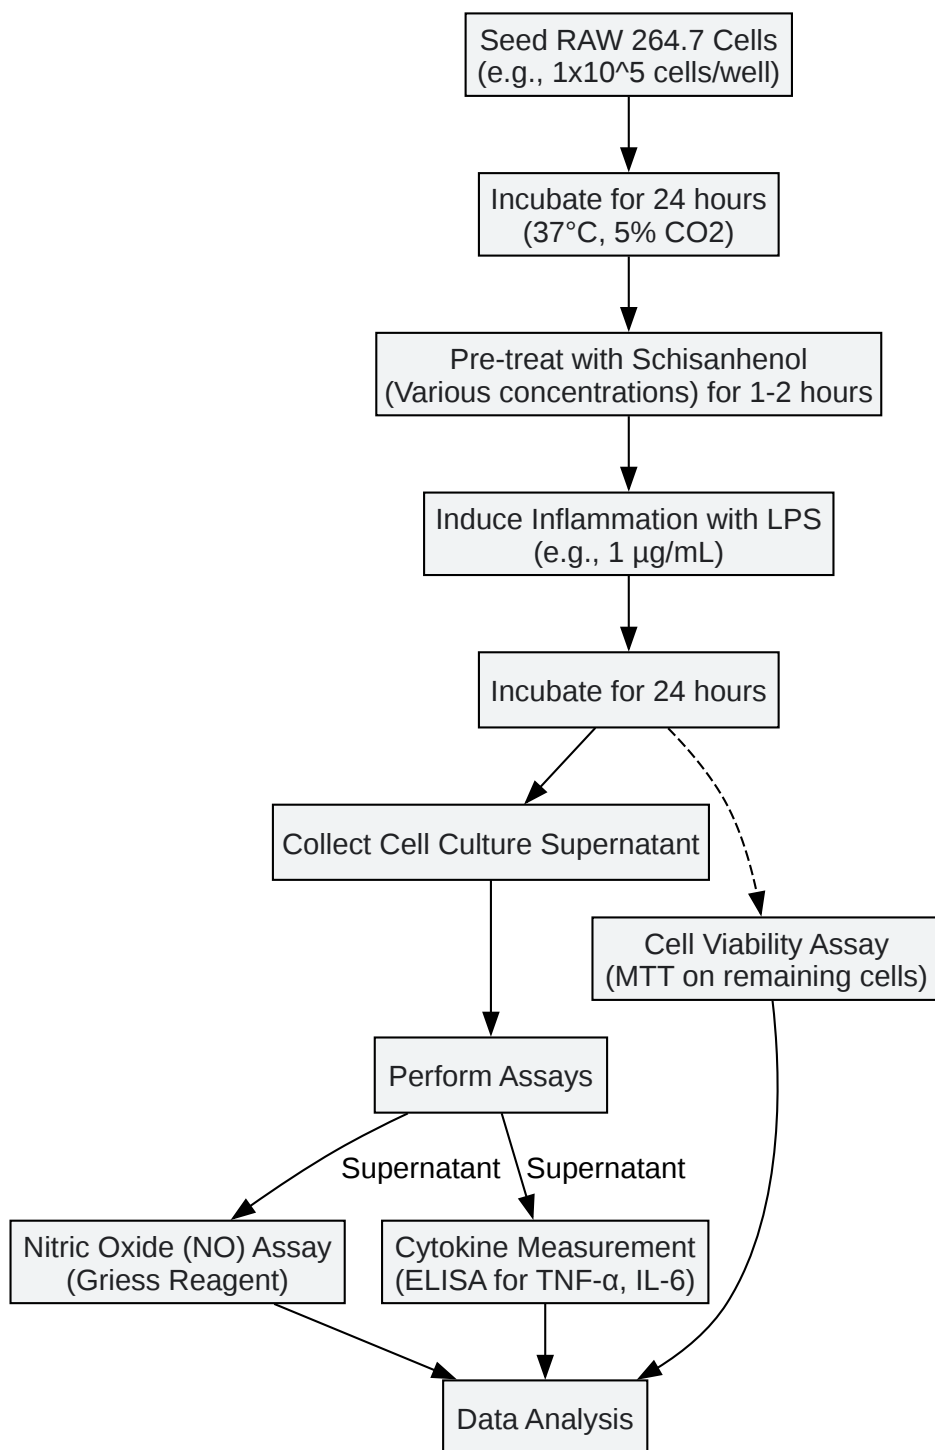 Seed RAW 264.7 Cells
(e.g., 1x10^5 cells/well)
Incubate for 24 hours
(37°C, 5% CO2)
Pre-treat with Schisanhenol
(Various concentrations) for 1-2 hours
Induce Inflammation with LPS
(e.g., 1 µg/mL)
Incubate for 24 hours
Collect Cell Culture Supernatant
Cell Viability Assay
(MTT on remaining cells)
Perform Assays
Supernatant
Supernatant
Nitric Oxide (NO) Assay
(Griess Reagent)
Cytokine Measurement
(ELISA for TNF-α, IL-6)
Data Analysis